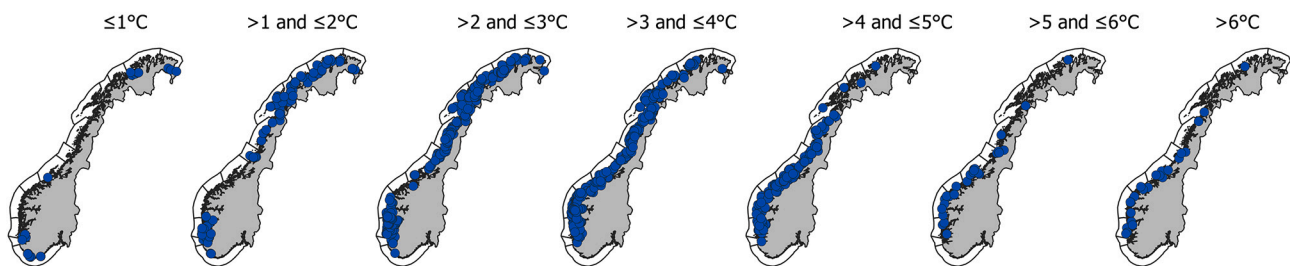 ≤1°C >1 and ≤2°C >2 and ≤3°C >3 and ≤4°C >4 and ≤5°C >5 and ≤6°C >6°C